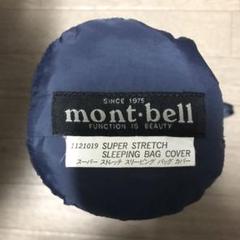 SINCE 1975
mont·bell
FUNCTION IS BEAUTY
1121019 SUPER STRETCH
SLEEPING BAG COVER
スーパー ストレッチ スリーピング バッグ カバー